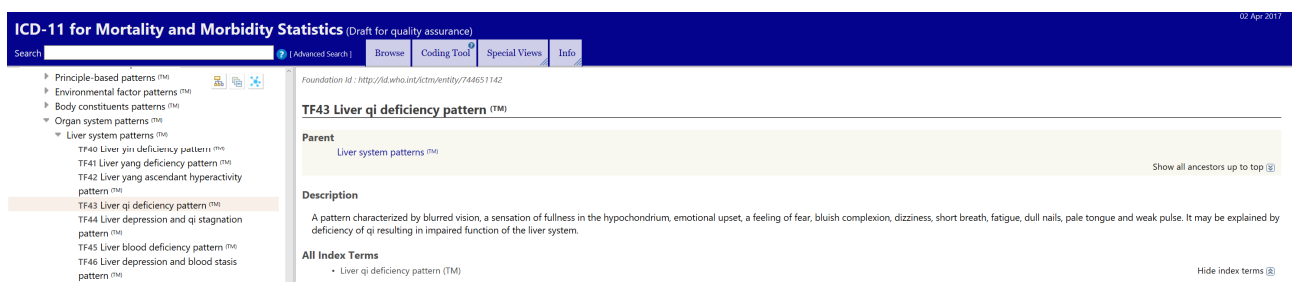 02 Apr 2017
ICD-11 for Mortality and Morbidity Statistics (Draft for quality assurance)
Search ? [ Advanced Search ] Browse Coding Tool ? Special Views Info
Principle-based patterns (TM)
Environmental factor patterns (TM)
Body constituents patterns (TM)
Organ system patterns (TM)
Liver system patterns (TM)
TF40 Liver yin deficiency pattern (TM)
TF41 Liver yang deficiency pattern (TM)
TF42 Liver yang ascendant hyperactivity
pattern (TM)
TF43 Liver qi deficiency pattern (TM)
TF44 Liver depression and qi stagnation
pattern (TM)
TF45 Liver blood deficiency pattern (TM)
TF46 Liver depression and blood stasis
pattern (TM)
Foundation Id : http://id.who.int/ictm/entity/744651142
TF43 Liver qi deficiency pattern (TM)
Parent
Liver system patterns (TM)
Show all ancestors up to top
Description
A pattern characterized by blurred vision, a sensation of fullness in the hypochondrium, emotional upset, a feeling of fear, bluish complexion, dizziness, short breath, fatigue, dull nails, pale tongue and weak pulse. It may be explained by
deficiency of qi resulting in impaired function of the liver system.
All Index Terms
• Liver qi deficiency pattern (TM)
Hide index terms